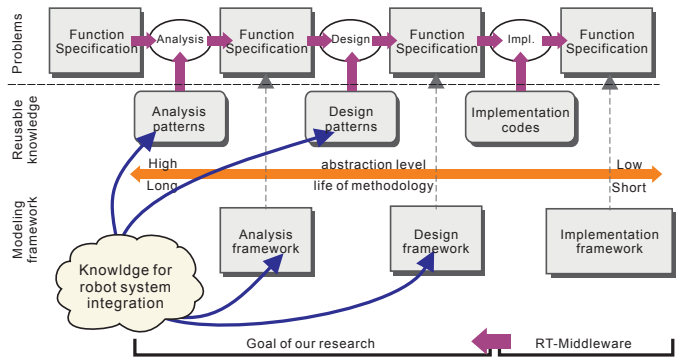 Problems
Function
Specification
Analysis
Function
Specification
Design
Function
Specification
Impl.
Function
Specification
Reusable
knowledge
Analysis
patterns
Design
patterns
Implementation
codes
High
abstraction level
Low
Long
life of methodology
Short
Modeling
framework
Analysis
framework
Design
framework
Implementation
framework
Knowldge for
robot system
integration
Goal of our research
RT-Middleware